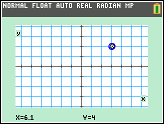 NORMAL FLOAT AUTO REAL RADIAN MP
y
x
X=6.1 Y=4